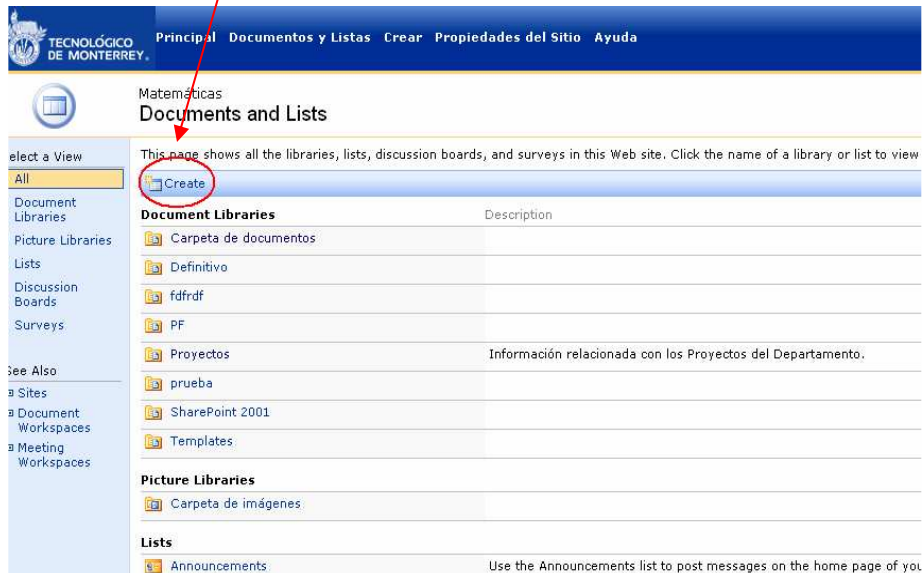 TECNOLÓGICO
DE MONTERREY.
Principal Documentos y Listas Crear Propiedades del Sitio Ayuda
Matemáticas
Documents and Lists
elect a View
All
Document
Libraries
Picture Libraries
Lists
Discussion
Boards
Surveys
See Also
Sites
Document
Workspaces
Meeting
Workspaces
This page shows all the libraries, lists, discussion boards, and surveys in this Web site. Click the name of a library or list to view
Create
Document Libraries Description
Carpeta de documentos
Definitivo
fdfrdf
PF
Proyectos Información relacionada con los Proyectos del Departamento.
prueba
SharePoint 2001
Templates
Picture Libraries
Carpeta de imágenes
Lists
Announcements Use the Announcements list to post messages on the home page of you